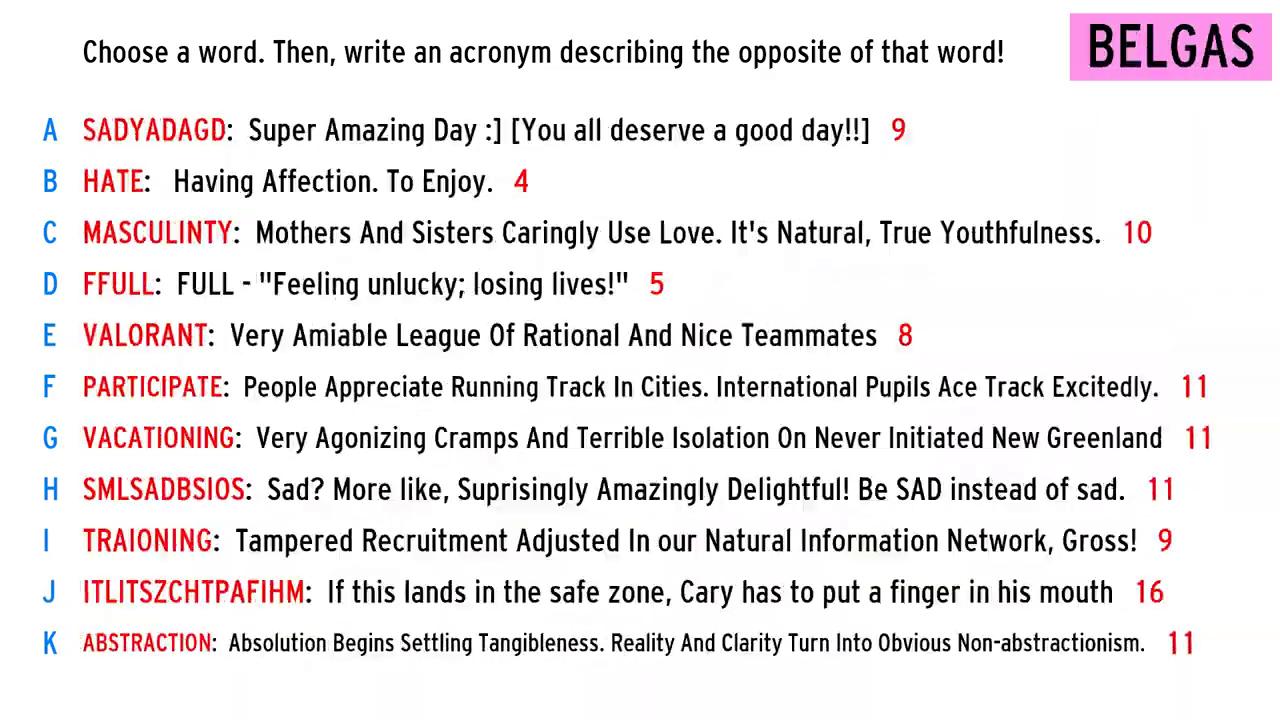 Choose a word. Then, write an acronym describing the opposite of that word!
BELGAS
A SADYADAGD: Super Amazing Day :] [You all deserve a good day!!] 9
B HATE: Having Affection. To Enjoy. 4
C MASCULINTY: Mothers And Sisters Caringly Use Love. It's Natural, True Youthfulness. 10
D FFULL: FULL - "Feeling unlucky; losing lives!" 5
E VALORANT: Very Amiable League Of Rational And Nice Teammates 8
F PARTICIPATE: People Appreciate Running Track In Cities. International Pupils Ace Track Excitedly. 11
G VACATIONING: Very Agonizing Cramps And Terrible Isolation On Never Initiated New Greenland 11
H SMLSADBSIOS: Sad? More like, Suprisingly Amazingly Delightful! Be SAD instead of sad. 11
I TRAIONING: Tampered Recruitment Adjusted In our Natural Information Network, Gross! 9
J ITLITSZCHTPAFIHM: If this lands in the safe zone, Cary has to put a finger in his mouth 16
K ABSTRACTION: Absolution Begins Settling Tangibleness. Reality And Clarity Turn Into Obvious Non-abstractionism. 11